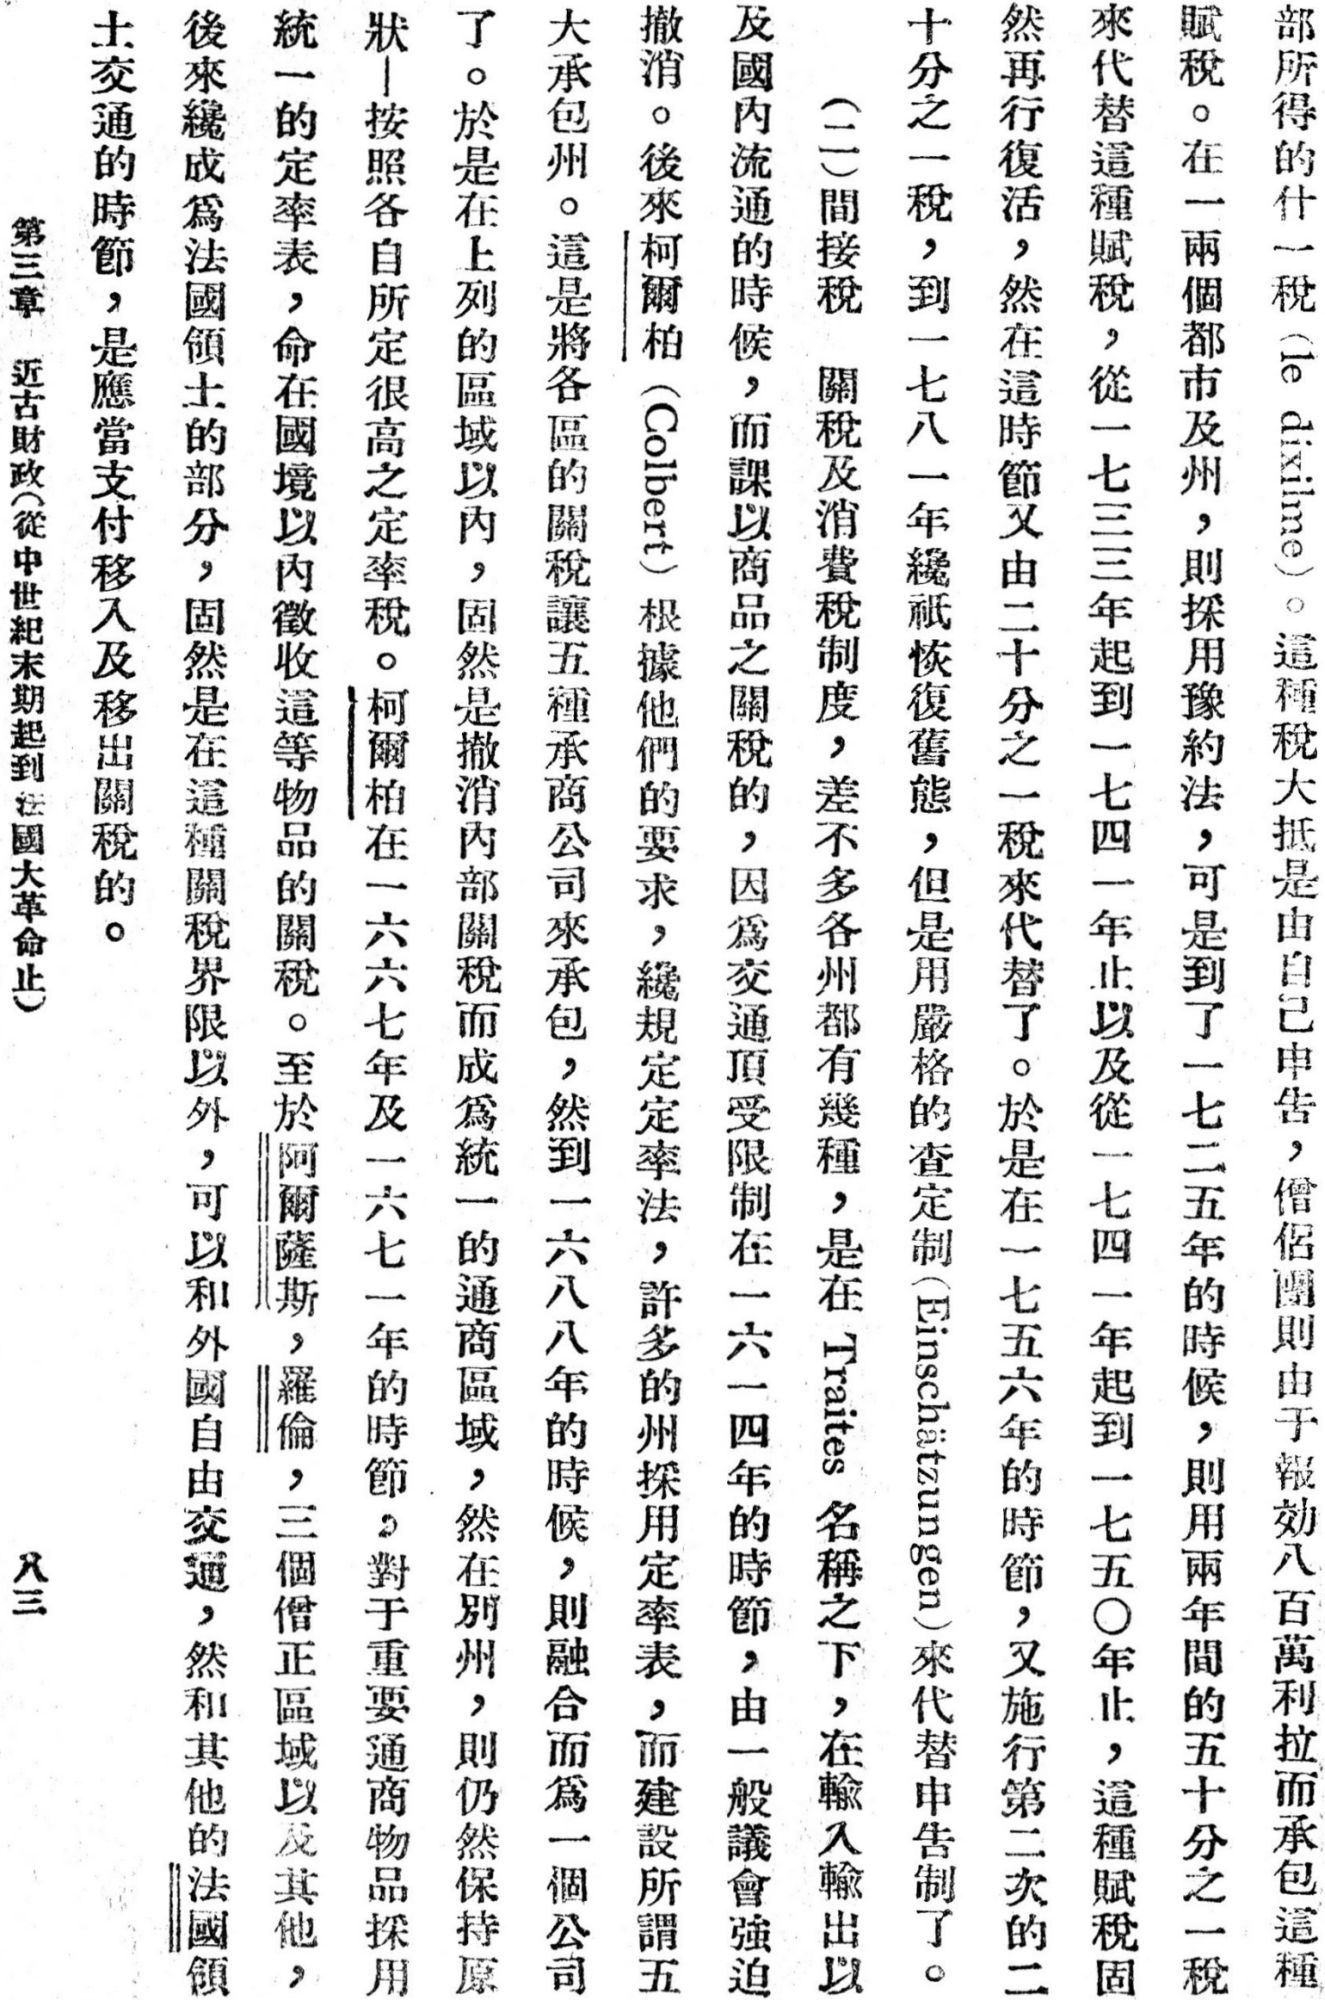 部所得的什一稅(le dixième)。這種稅大抵是由自己申告，僧侶團則由于報効八百萬利拉而承包這種
賦稅。在一兩個都市及州，則採用豫約法，可是到了一七二五年的時候，則用兩年間的五十分之一稅
來代替這種賦稅，從一七三三年起到一七四一年止以及從一七四一年起到一七五〇年止，這種賦稅固
然再行復活，然在這時節又由二十分之一稅來代替了。於是在一七五六年的時節，又施行第二次的二
十分之一稅，到一七八一年纔祇恢復舊態，但是用嚴格的查定制(Einschätzungen)來代替申告制了。
(二)間接稅　關稅及消費稅制度，差不多各州都有幾種，是在 Traites 名稱之下，在輸入輸出以
及國內流通的時候，而課以商品之關稅的，因爲交通頂受限制在一六一四年的時節，由一般議會強迫
撤消。後來柯爾柏(Colbert)根據他們的要求，纔規定定率法，許多的州採用定率表，而建設所謂五
大承包州。這是將各區的關稅讓五種承商公司來承包，然到一六八八年的時候，則融合而爲一個公司
了。於是在上列的區域以內，固然是撤消內部關稅而成爲統一的通商區域，然在別州，則仍然保持原
狀—按照各自所定很高之定率稅。柯爾柏在一六六七年及一六七一年的時節，對于重要通商物品採用
統一的定率表，命在國境以內徵收這等物品的關稅。至於阿爾薩斯，羅倫，三個僧正區域以及其他，
後來纔成爲法國領土的部分，固然是在這種關稅界限以外，可以和外國自由交通，然和其他的法國領
土交通的時節，是應當支付移入及移出關稅的。
第三章　近古財政(從中世紀末期起到法國大革命止)　八三